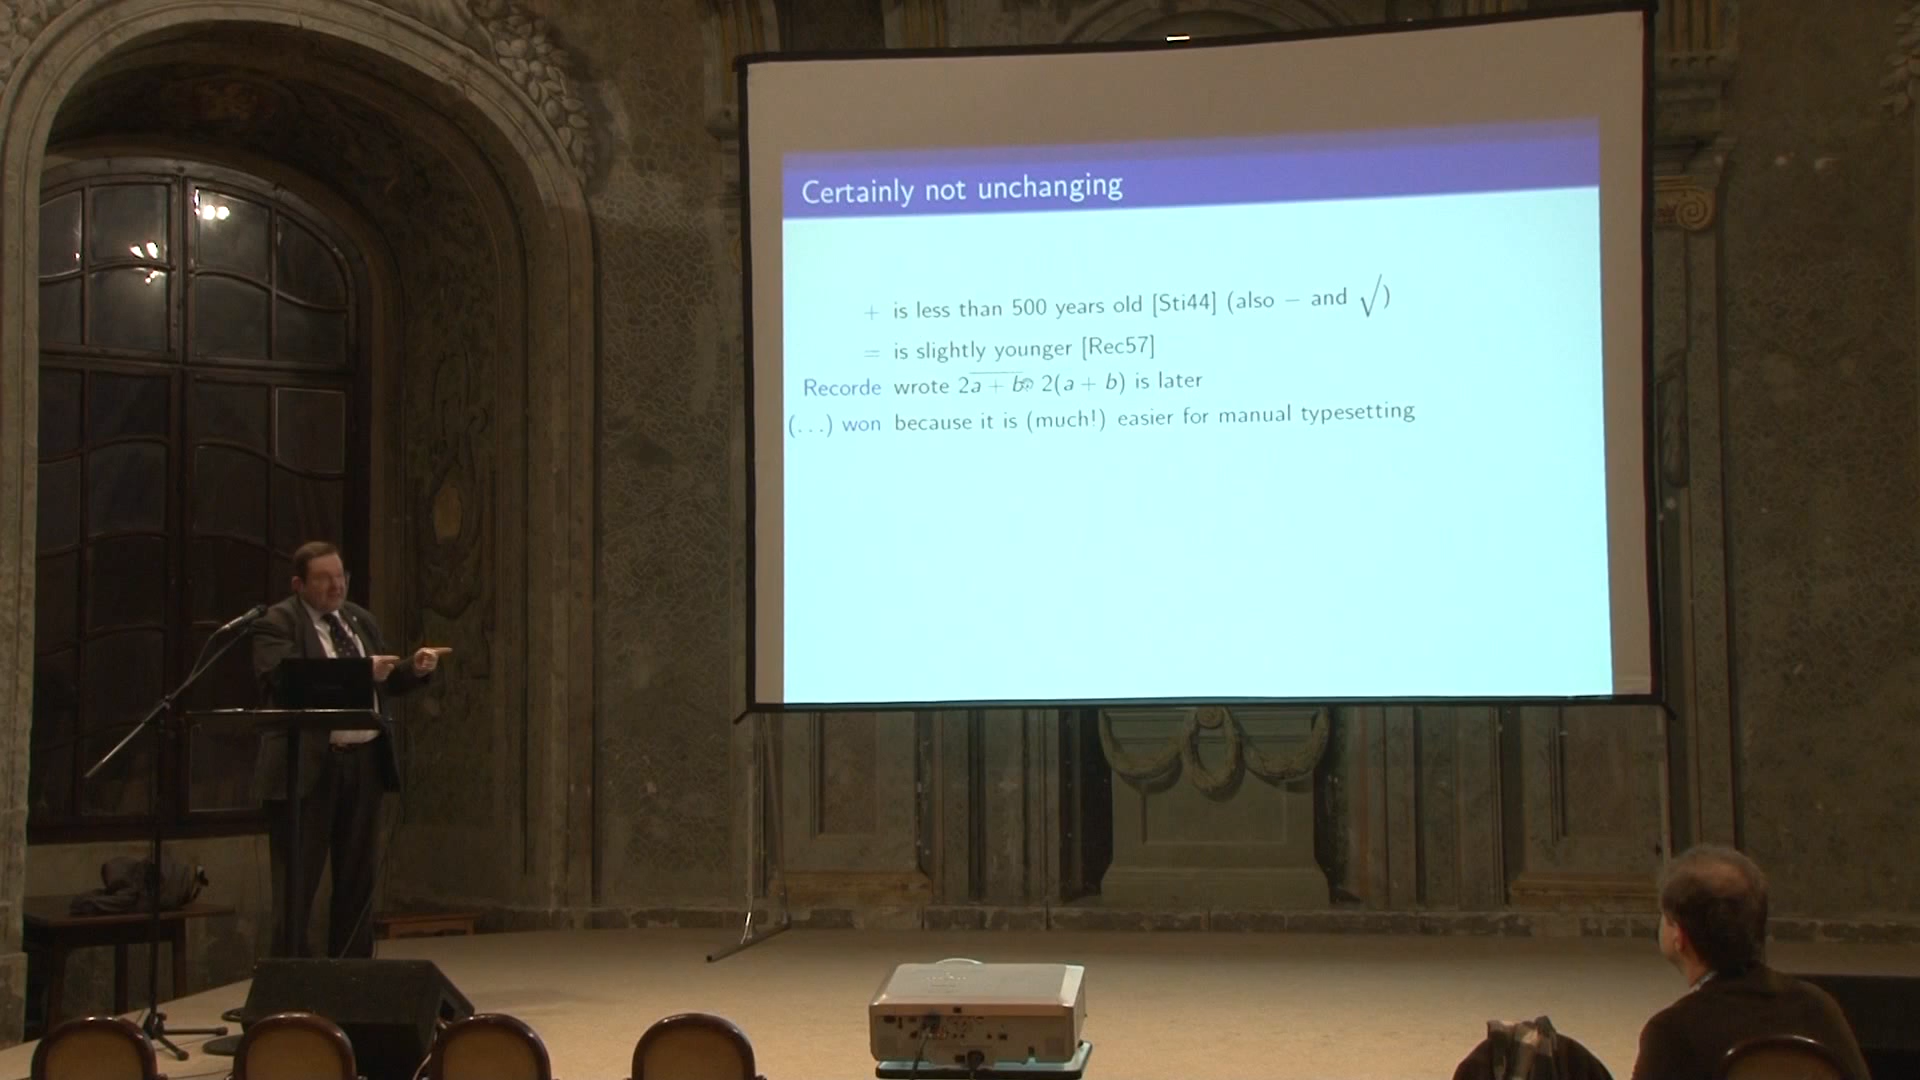 Certainly not unchanging
+ is less than 500 years old [Sti44] (also − and √)
= is slightly younger [Rec57]
Recorde wrote 2a̅ ̅+̅ ̅b̅ 2(a + b) is later
(...) won because it is (much!) easier for manual typesetting